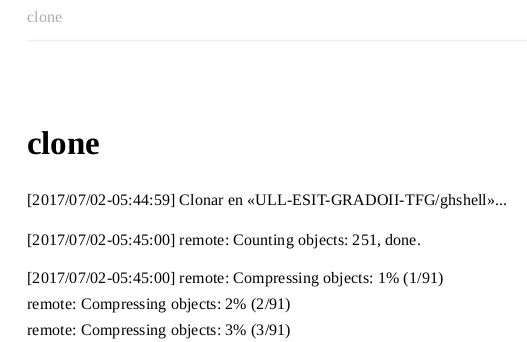 clone
clone
[2017/07/02-05:44:59] Clonar en «ULL-ESIT-GRADOII-TFG/ghshell»...
[2017/07/02-05:45:00] remote: Counting objects: 251, done.
[2017/07/02-05:45:00] remote: Compressing objects: 1% (1/91)
remote: Compressing objects: 2% (2/91)
remote: Compressing objects: 3% (3/91)